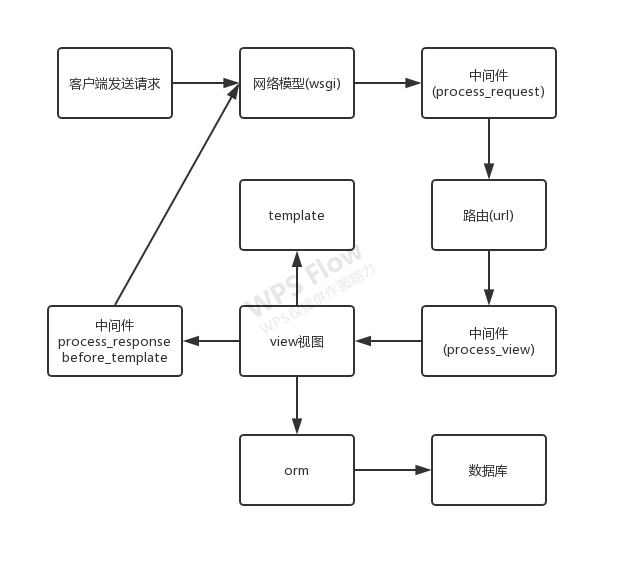 客户端发送请求
网络模型(wsgi)
中间件
(process_request)
template
路由(url)
WPS Flow
WPS仅提供作图能力
中间件
process_response
before_template
view视图
中间件
(process_view)
orm
数据库